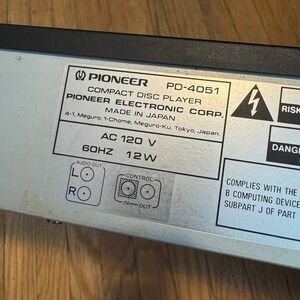 PIONEER PD-4051
COMPACT DISC PLAYER
PIONEER ELECTRONIC CORP.
MADE IN JAPAN
4-1, Meguro, 1-Chome, Meguro-Ku, Tokyo, Japan.
AC 120 V
60HZ 12W
AUDIO OUT
CONTROL
L
R
IN OUT
RISK
DANGE
COMPLIES WITH THE
B COMPUTING DEVICE
SUBPART J OF PART